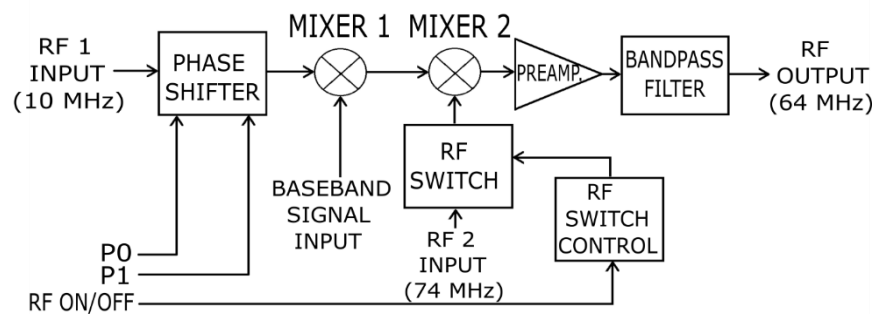 RF 1
INPUT
(10 MHz)
PHASE
SHIFTER
MIXER 1
MIXER 2
PREAMP.
BANDPASS
FILTER
RF
OUTPUT
(64 MHz)
BASEBAND
SIGNAL
INPUT
RF
SWITCH
RF 2
INPUT
(74 MHz)
RF
SWITCH
CONTROL
P0
P1
RF ON/OFF